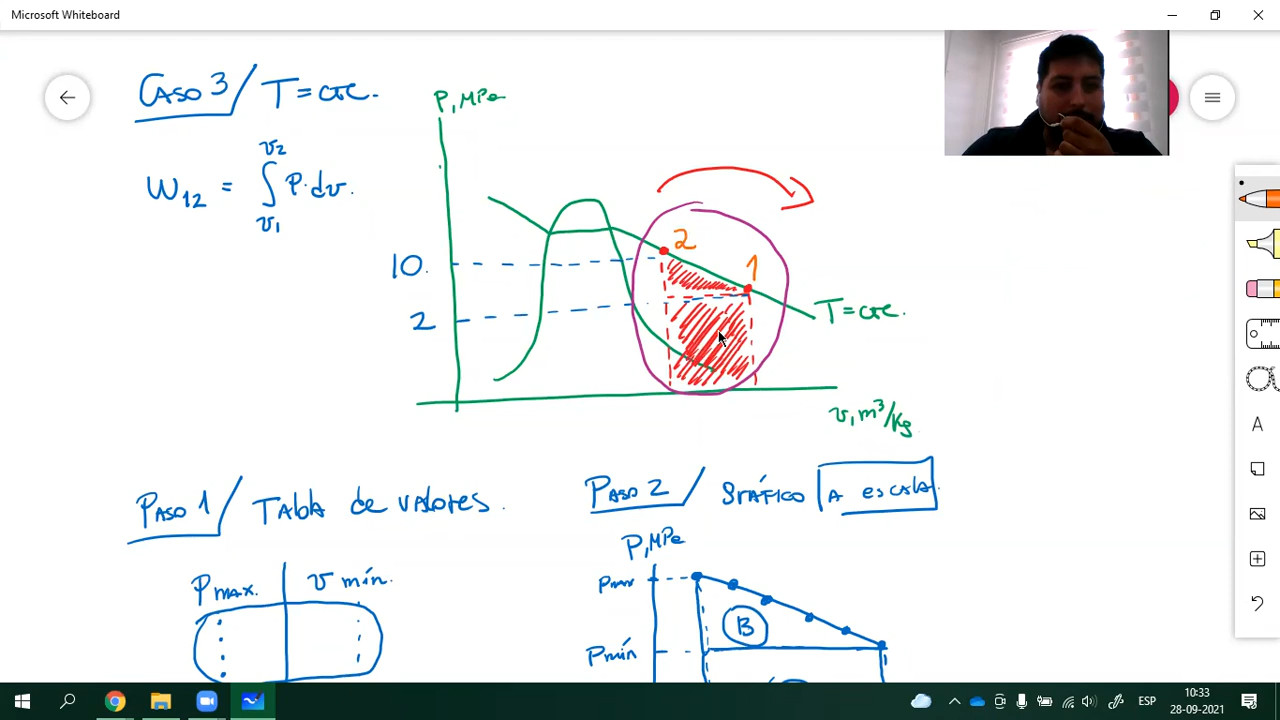 Microsoft Whiteboard
CASO 3/ T=cte.
P, MPa
W12 = ∫ P.dv.
v2
v1
2
1
10.
2
T=cte.
v, m³/kg
PASO 1/ Tabla de valores.
PASO 2/ Gráfico A escala.
P max. v mín.
P, MPa
Pmax
B
Pmín
A
ESP
10:33
28-09-2021